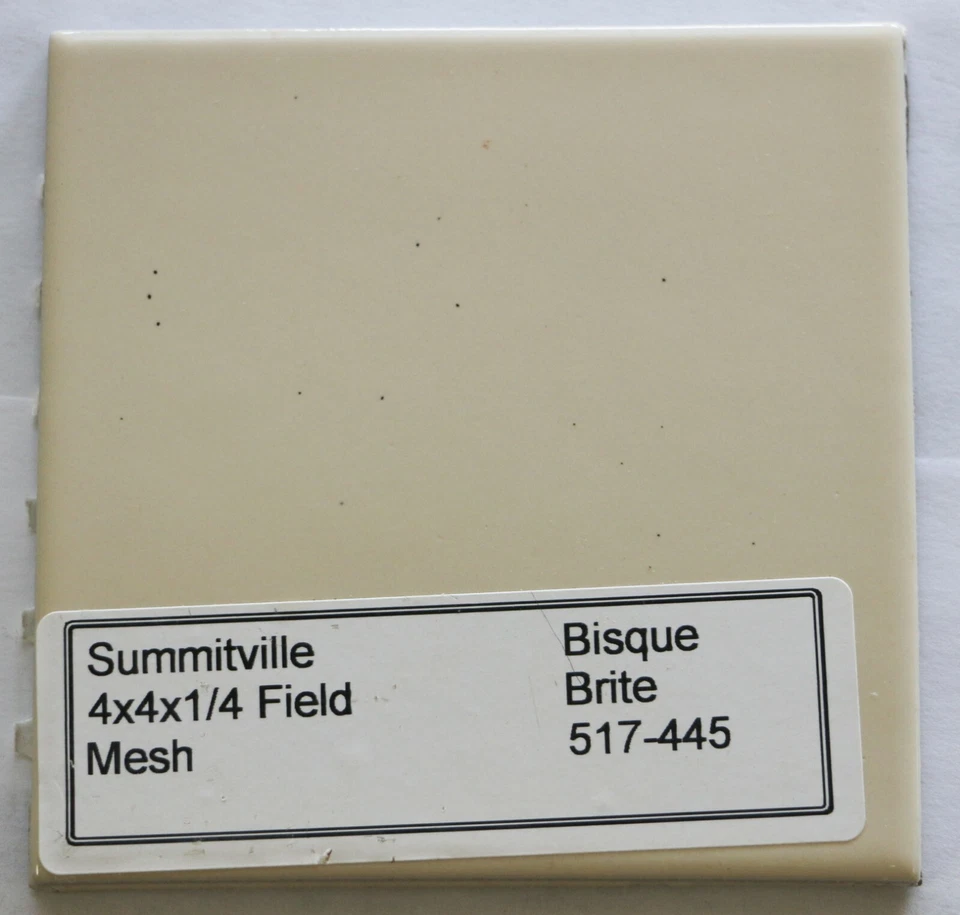 Summitville
4x4x1/4 Field
Mesh
Bisque
Brite
517-445